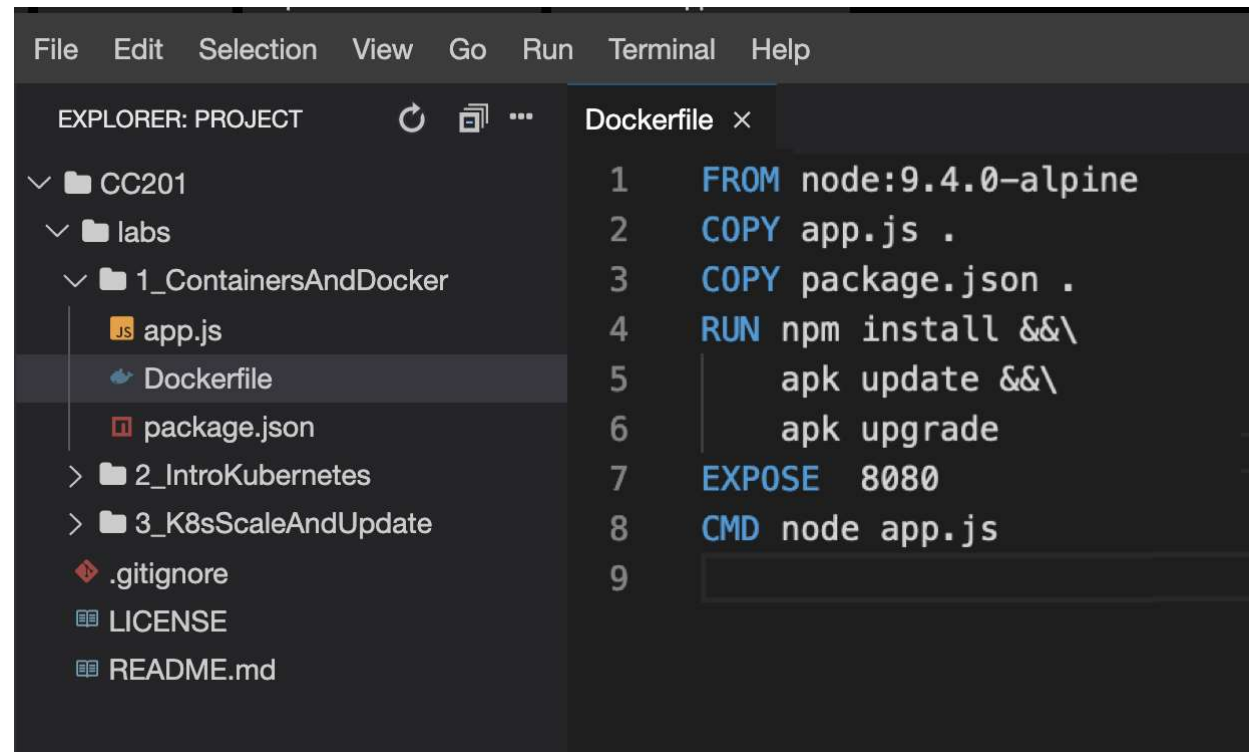 File Edit Selection View Go Run Terminal Help
EXPLORER: PROJECT
CC201
labs
1_ContainersAndDocker
JS app.js
Dockerfile
package.json
2_IntroKubernetes
3_K8sScaleAndUpdate
.gitignore
LICENSE
README.md
Dockerfile ×
1 FROM node:9.4.0-alpine
2 COPY app.js .
3 COPY package.json .
4 RUN npm install &&\
5 apk update &&\
6 apk upgrade
7 EXPOSE  8080
8 CMD node app.js
9